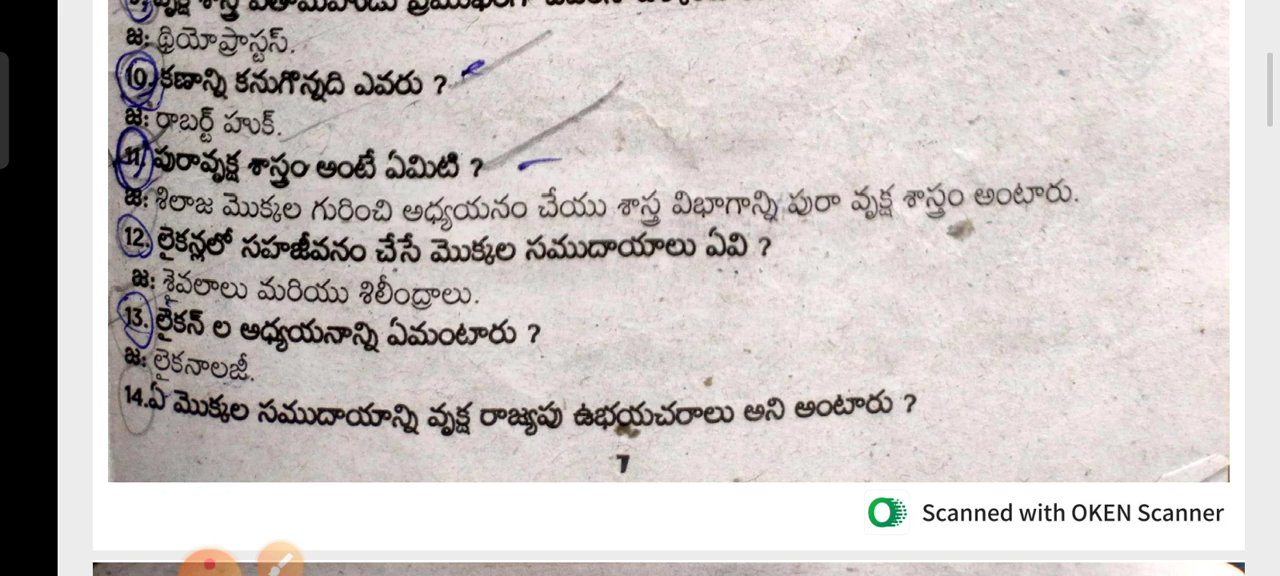 జ: థియోఫ్రాస్టస్.
10. కణాన్ని కనుగొన్నది ఎవరు ?
జ: రాబర్ట్ హుక్.
11. పురావృక్ష శాస్త్రం అంటే ఏమిటి ?
జ: శిలాజ మొక్కల గురించి అధ్యయనం చేయు శాస్త్ర విభాగాన్ని పురా వృక్ష శాస్త్రం అంటారు.
12. లైకన్లలో సహజీవనం చేసే మొక్కల సముదాయాలు ఏవి ?
జ: శైవలాలు మరియు శిలీంద్రాలు.
13. లైకన్ ల అధ్యయనాన్ని ఏమంటారు ?
జ: లైకనాలజీ.
14.ఏ మొక్కల సముదాయాన్ని వృక్ష రాజ్యపు ఉభయచరాలు అని అంటారు ?
7
Scanned with OKEN Scanner